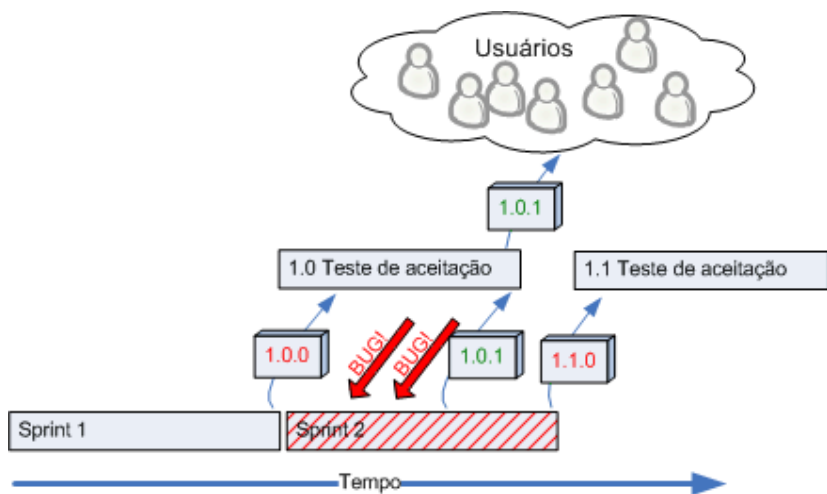 Usuários
1.0.1
1.0 Teste de aceitação
1.1 Teste de aceitação
1.0.0
BUG!
BUG!
1.0.1
1.1.0
Sprint 1
Sprint 2
Tempo